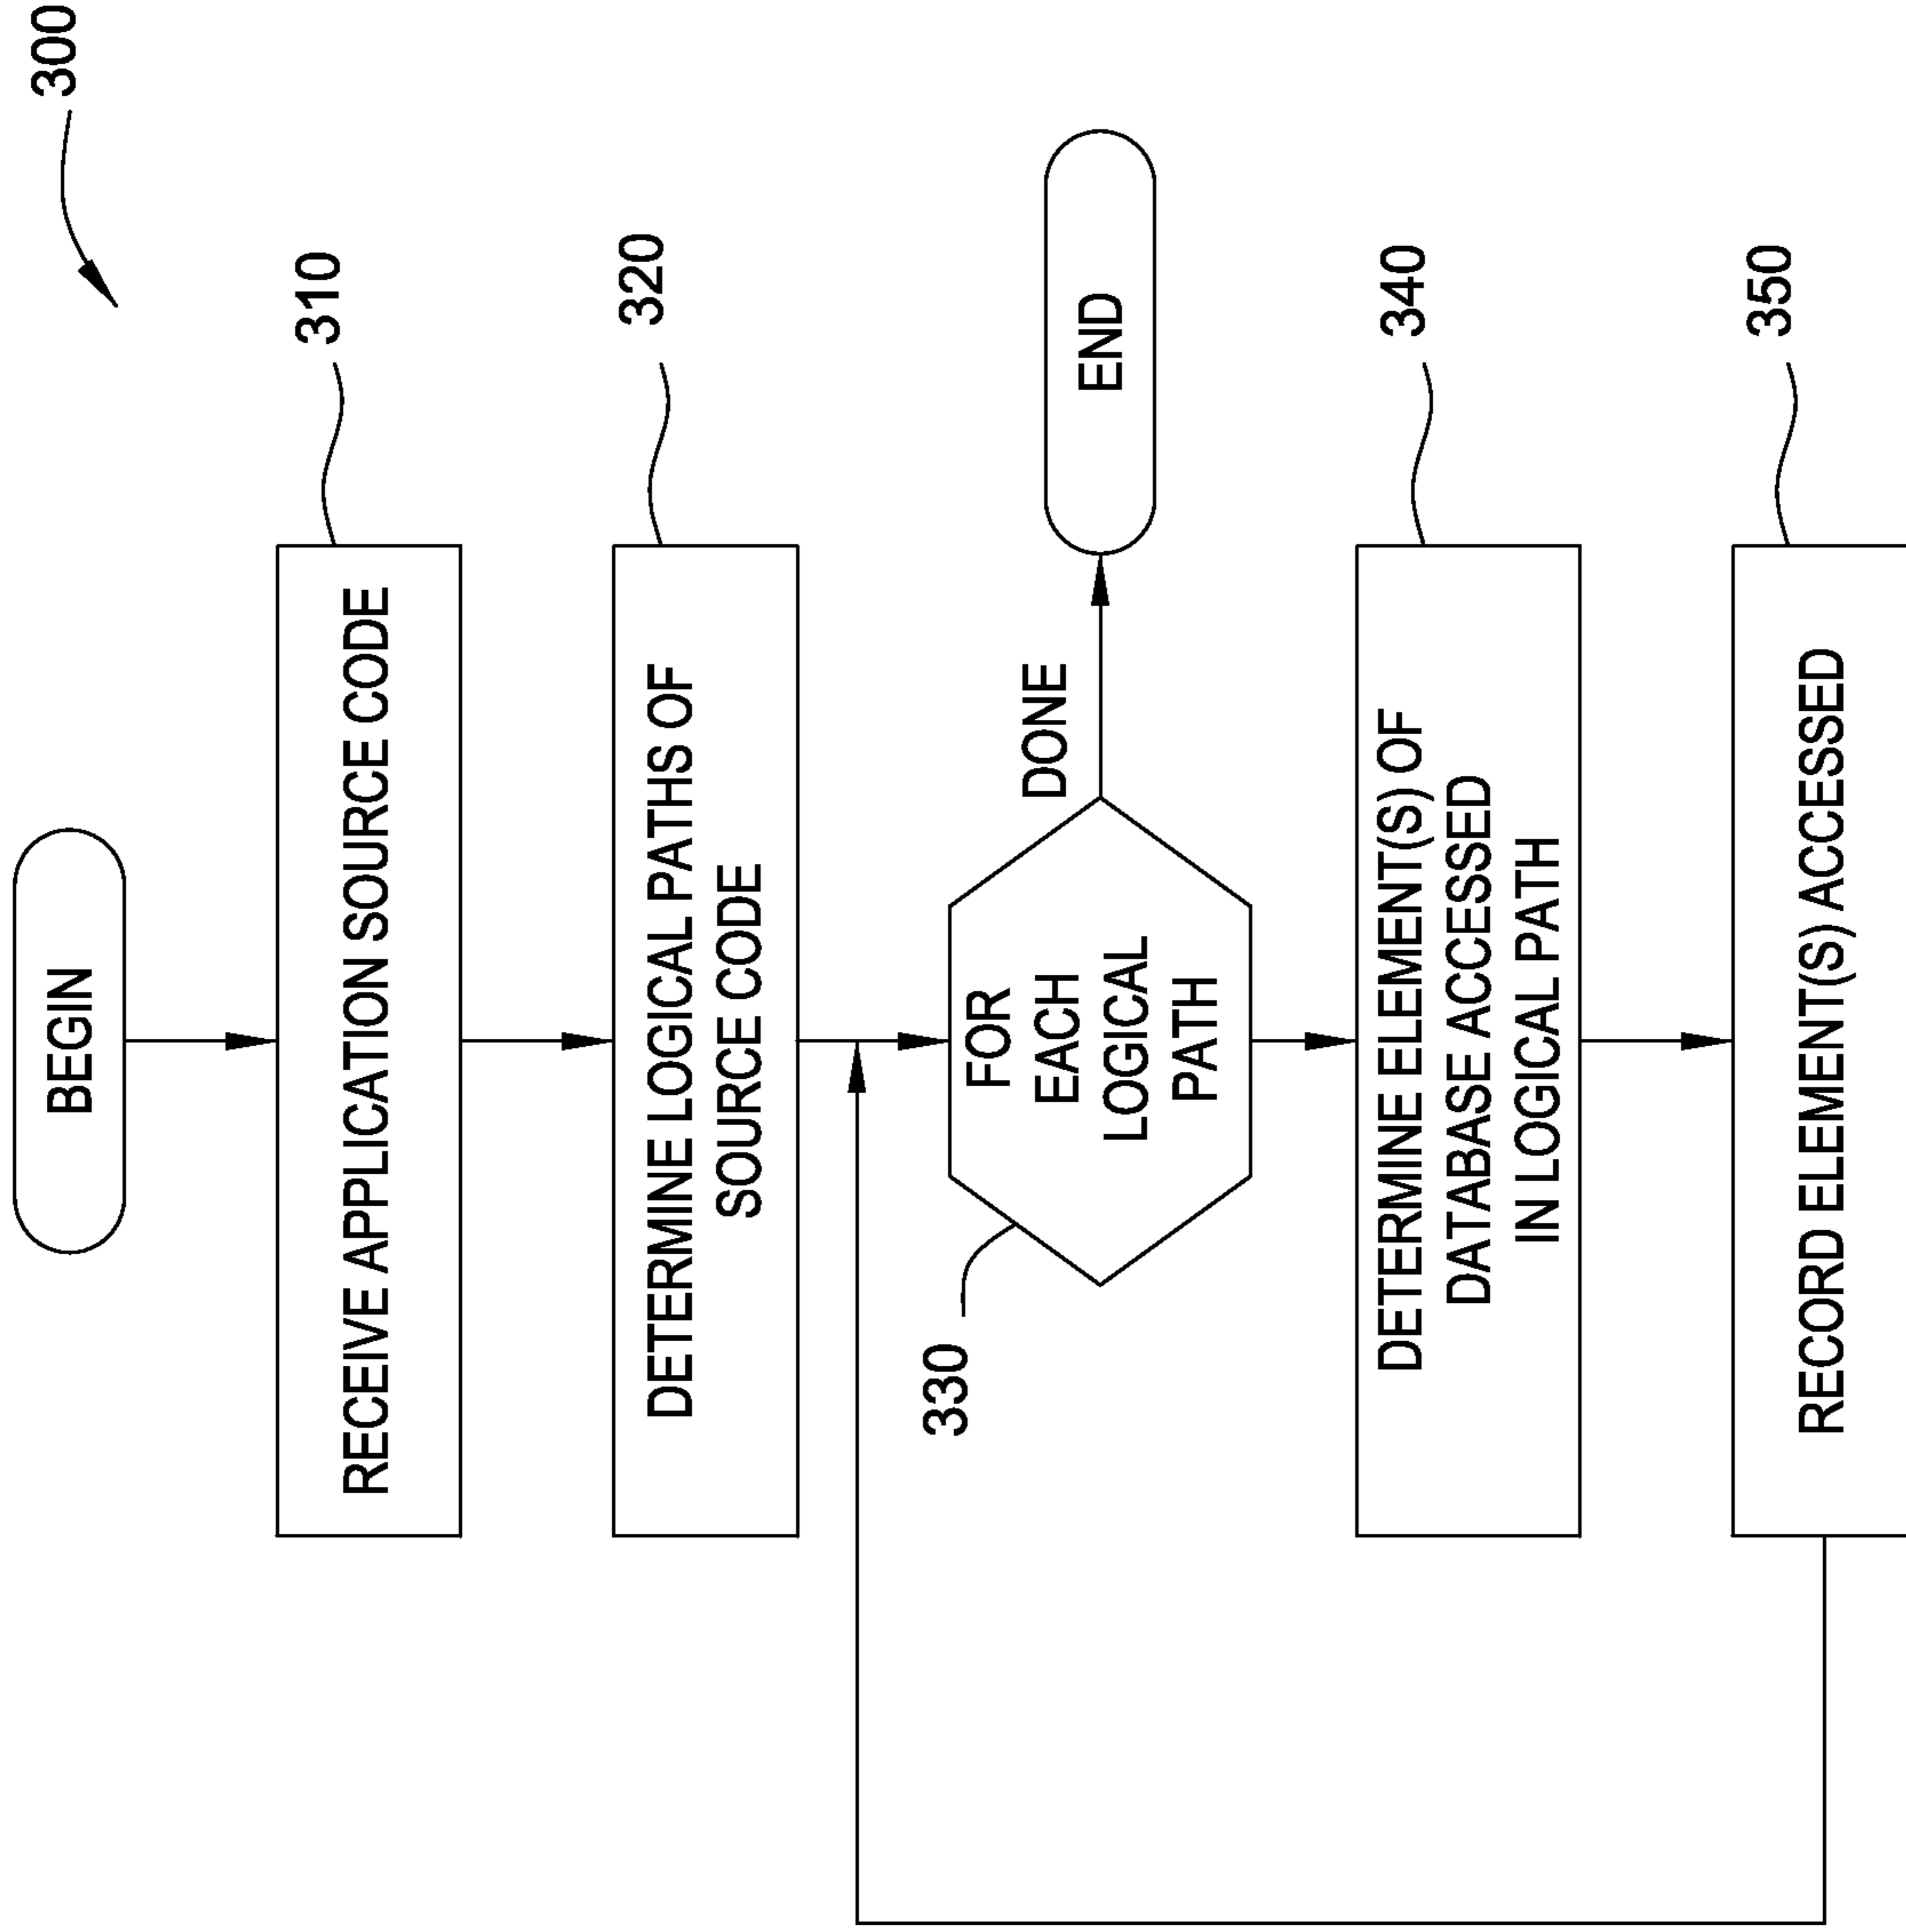 300
BEGIN
310
RECEIVE APPLICATION SOURCE CODE
320
DETERMINE LOGICAL PATHS OF
SOURCE CODE
330
FOR
EACH
LOGICAL
PATH
DONE
END
340
DETERMINE ELEMENT(S) OF
DATABASE ACCESSED
IN LOGICAL PATH
350
RECORD ELEMENT(S) ACCESSED